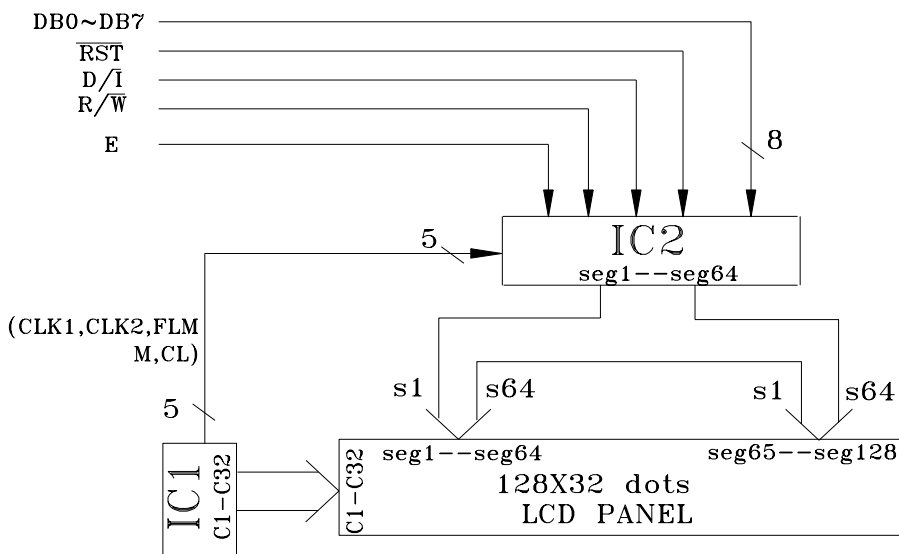 DB0~DB7
R̅S̅T̅
D/I̅
R/W̅
E
8
5
IC2
seg1--seg64
(CLK1,CLK2,FLM
M,CL)
s1
s64
s1
s64
5
IC1
C1-C32
C1-C32
seg1--seg64
seg65--seg128
128X32 dots
LCD PANEL